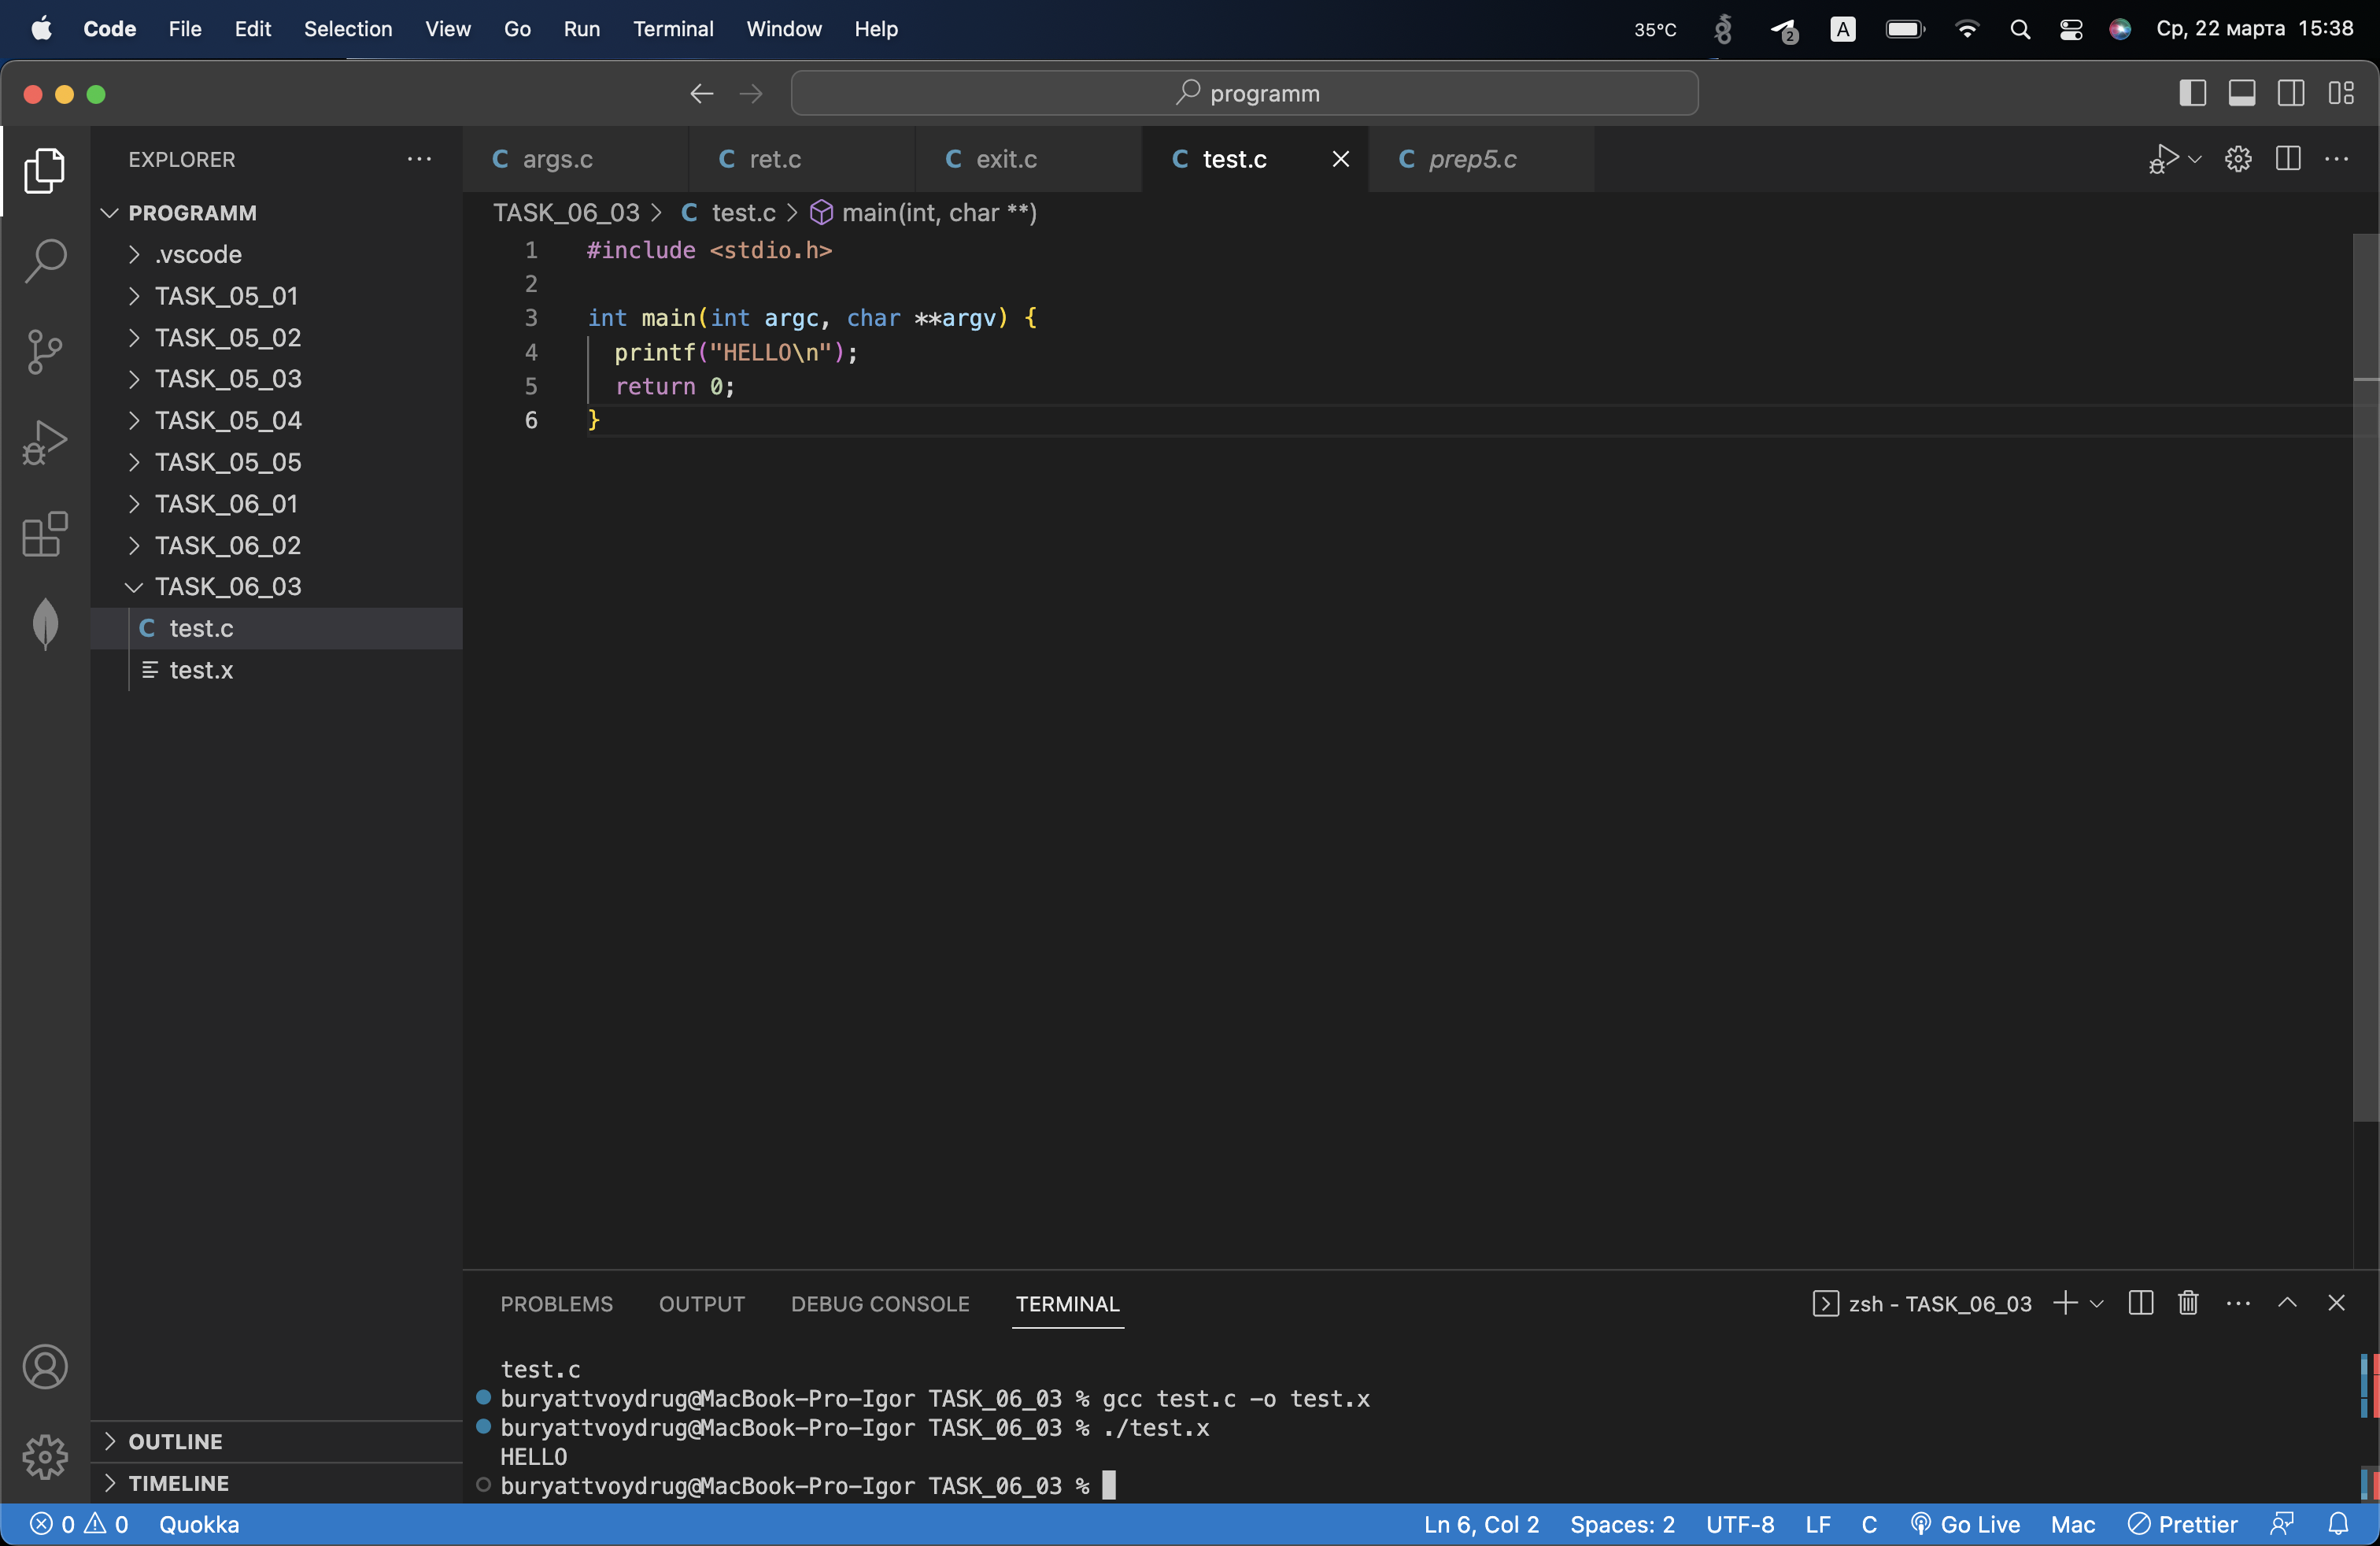 Code File Edit Selection View Go Run Terminal Window Help 35°C 2 A Ср, 22 марта 15:38
programm
EXPLORER
PROGRAMM
.vscode
TASK_05_01
TASK_05_02
TASK_05_03
TASK_05_04
TASK_05_05
TASK_06_01
TASK_06_02
TASK_06_03
C test.c
test.x
OUTLINE
TIMELINE
C args.c C ret.c C exit.c C test.c C prep5.c
TASK_06_03 > C test.c > main(int, char **)
1 #include <stdio.h>
2
3 int main(int argc, char **argv) {
4 printf("HELLO\n");
5 return 0;
6 }
PROBLEMS OUTPUT DEBUG CONSOLE TERMINAL zsh - TASK_06_03
test.c
buryattvoydrug@MacBook-Pro-Igor TASK_06_03 % gcc test.c -o test.x
buryattvoydrug@MacBook-Pro-Igor TASK_06_03 % ./test.x
HELLO
buryattvoydrug@MacBook-Pro-Igor TASK_06_03 %
0 0 Quokka Ln 6, Col 2 Spaces: 2 UTF-8 LF C Go Live Mac Prettier